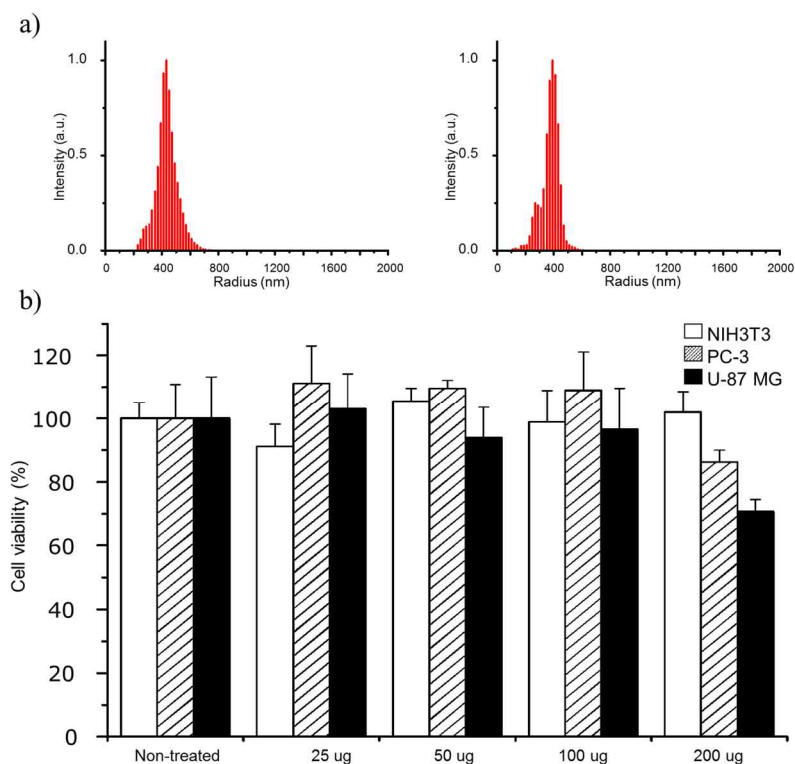 a)
Intensity (a.u.)
1.0
0.5
0.0
0 400 800 1200 1600 2000
Radius (nm)
Intensity (a.u.)
1.0
0.5
0.0
0 400 800 1200 1600 2000
Radius (nm)
b)
Cell viability (%)
120
100
80
60
40
20
0
NIH3T3
PC-3
U-87 MG
Non-treated 25 ug 50 ug 100 ug 200 ug